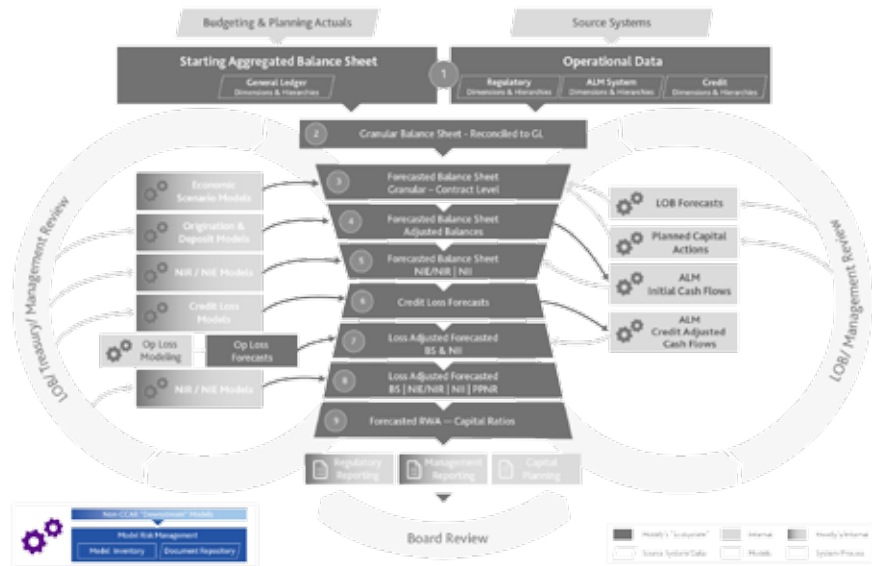 Budgeting & Planning Actuals
Source Systems
Starting Aggregated Balance Sheet
General Ledger
Dimensions & Hierarchies
1
Operational Data
Regulatory
Dimensions & Hierarchies
ALM System
Dimensions & Hierarchies
Credit
Dimensions & Hierarchies
2
Granular Balance Sheet - Reconciled to GL
LOB/ Treasury/ Management Review
Economic
Scenario Models
Origination &
Deposit Models
NIR / NIE Models
Credit Loss
Models
Op Loss
Modeling
Op Loss
Forecasts
NIR / NIE Models
3
Forecasted Balance Sheet
Granular – Contract Level
4
Forecasted Balance Sheet
Adjusted Balances
5
Forecasted Balance Sheet
NIE/NIR | NII
6
Credit Loss Forecasts
7
Loss Adjusted Forecasted
BS & NII
8
Loss Adjusted Forecasted
BS | NIE/NIR | NII | PPNR
9
Forecasted RWA — Capital Ratios
LOB Forecasts
Planned Capital
Actions
ALM
Initial Cash Flows
ALM
Credit Adjusted
Cash Flows
LOB/ Management Review
Regulatory
Reporting
Management
Reporting
Capital
Planning
Board Review
Non-CCAR "Downstream" Models
Model Risk Management
Model Inventory
Document Repository
Moody's "Ecosystem"
Internal
Moody's/Internal
Source System/Data
Models
System/Process